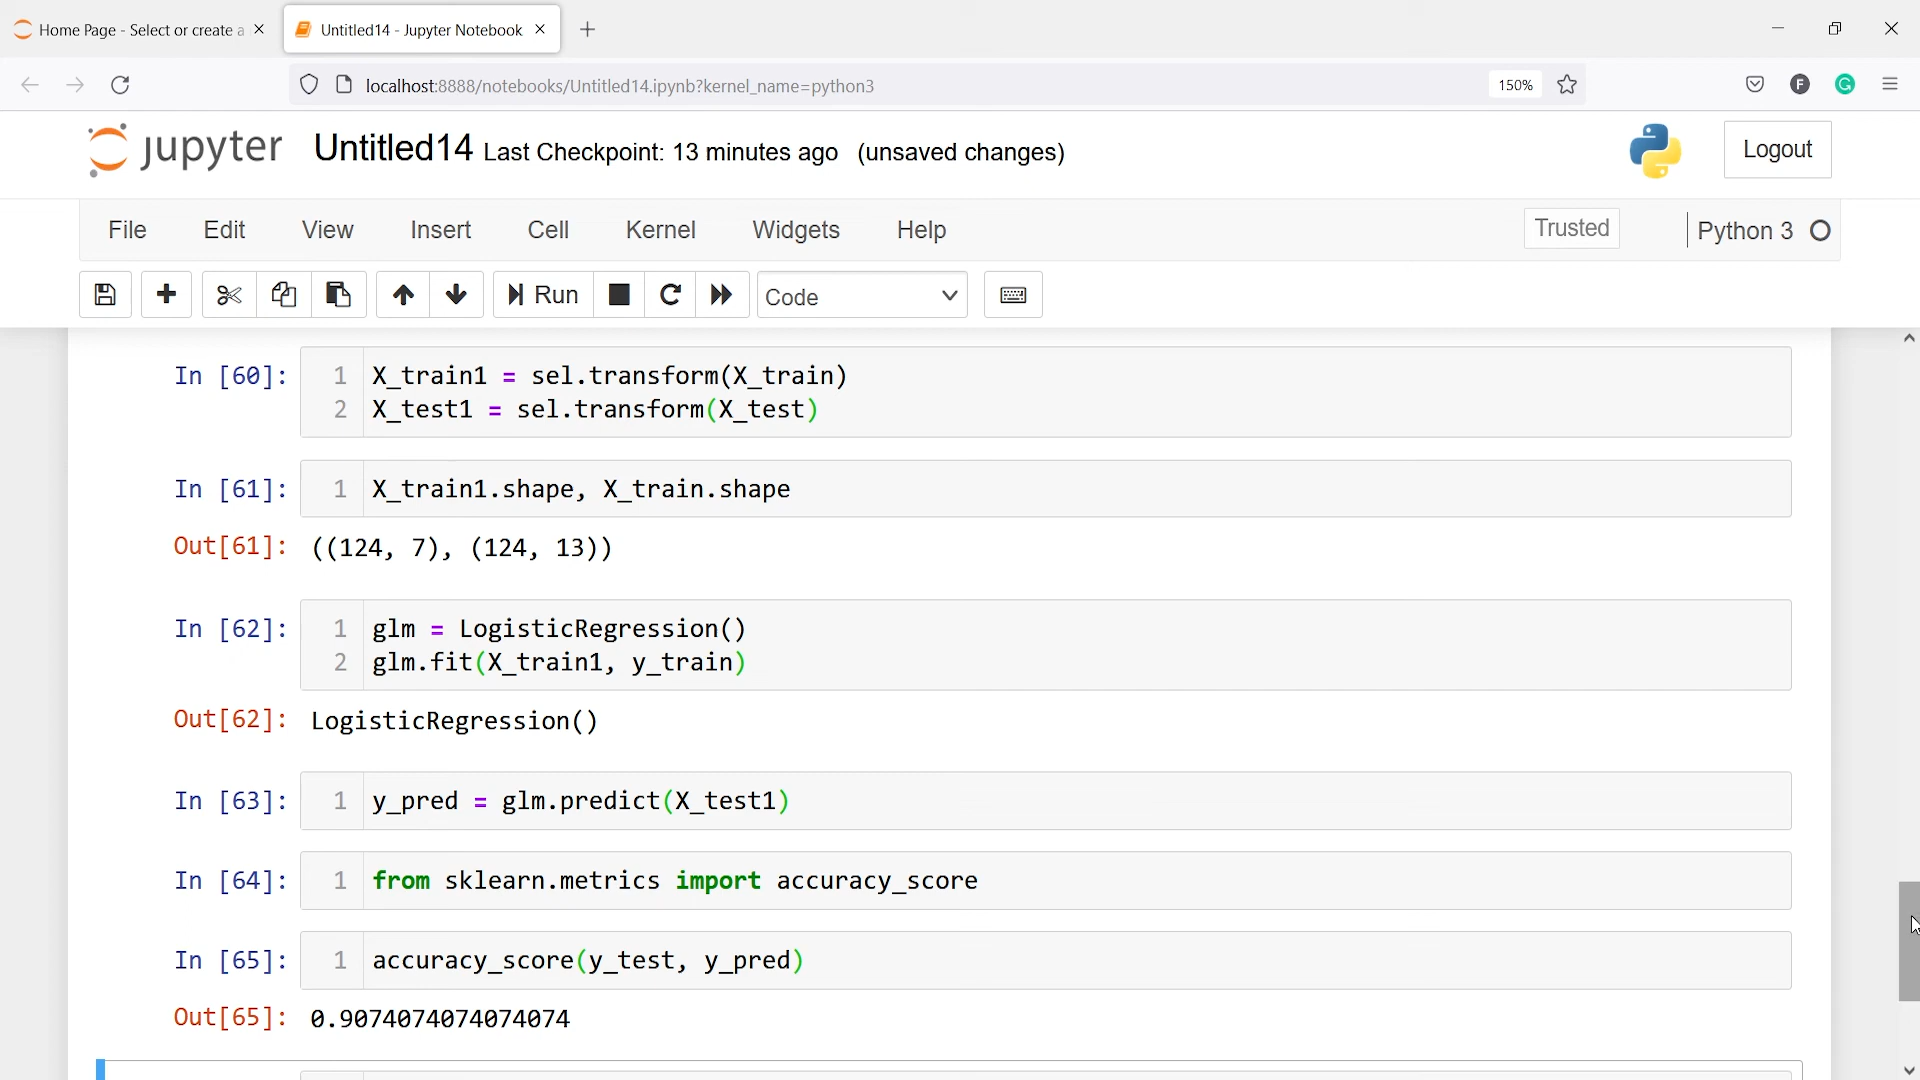 Home Page - Select or create a
Untitled14 - Jupyter Notebook
localhost:8888/notebooks/Untitled14.ipynb?kernel_name=python3
150%
F
G
jupyter Untitled14 Last Checkpoint: 13 minutes ago (unsaved changes)
Logout
File Edit View Insert Cell Kernel Widgets Help
Trusted Python 3
Run Code
In [60]: 1 X_train1 = sel.transform(X_train)
2 X_test1 = sel.transform(X_test)
In [61]: 1 X_train1.shape, X_train.shape
Out[61]: ((124, 7), (124, 13))
In [62]: 1 glm = LogisticRegression()
2 glm.fit(X_train1, y_train)
Out[62]: LogisticRegression()
In [63]: 1 y_pred = glm.predict(X_test1)
In [64]: 1 from sklearn.metrics import accuracy_score
In [65]: 1 accuracy_score(y_test, y_pred)
Out[65]: 0.9074074074074074